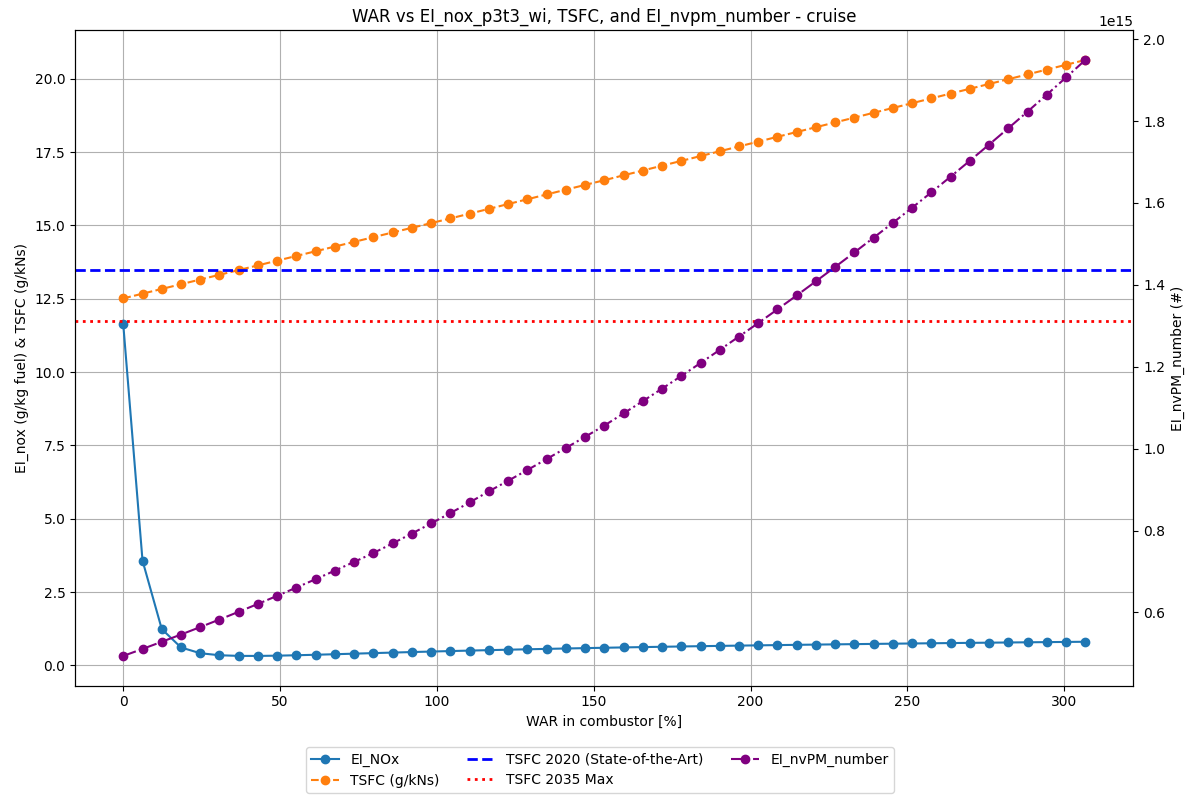 WAR vs EI_nox_p3t3_wi, TSFC, and EI_nvpm_number - cruise
1e15
EI_nox (g/kg fuel) & TSFC (g/kNs)
20.0
17.5
15.0
12.5
10.0
7.5
5.0
2.5
0.0
2.0
1.8
1.6
1.4
1.2
1.0
0.8
0.6
EI_nvPM_number (#)
0 50 100 150 200 250 300
WAR in combustor [%]
EI_NOx
TSFC (g/kNs)
TSFC 2020 (State-of-the-Art)
TSFC 2035 Max
EI_nvPM_number